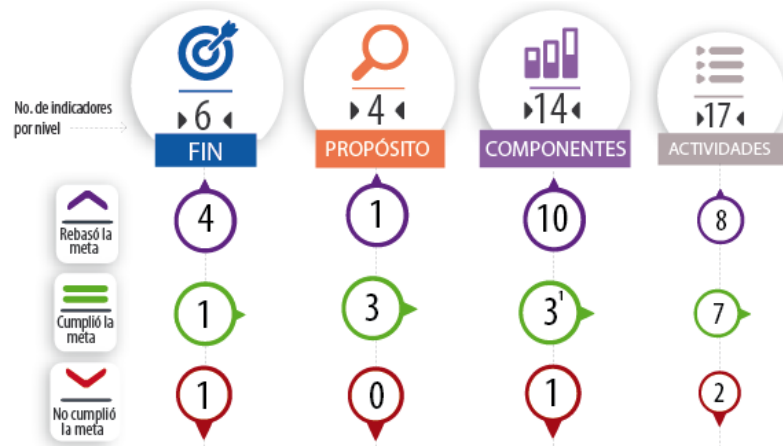 No. de indicadores
por nivel
6
4
14
17
FIN
PROPÓSITO
COMPONENTES
ACTIVIDADES
Rebasó la
meta
4
1
10
8
Cumplió la
meta
1
3
3¹
7
No cumplió
la meta
1
0
1
2